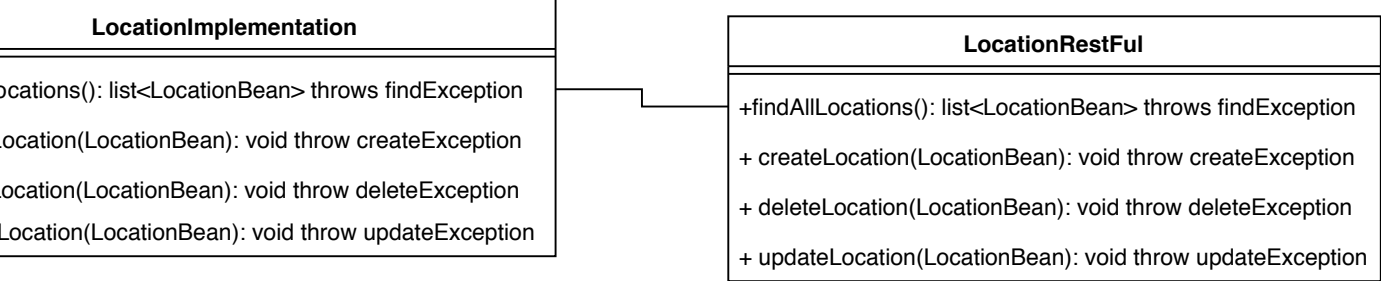 LocationImplementation
ocations(): list<LocationBean> throws findException
Location(LocationBean): void throw createException
Location(LocationBean): void throw deleteException
Location(LocationBean): void throw updateException
LocationRestFul
+findAllLocations(): list<LocationBean> throws findException
+ createLocation(LocationBean): void throw createException
+ deleteLocation(LocationBean): void throw deleteException
+ updateLocation(LocationBean): void throw updateException